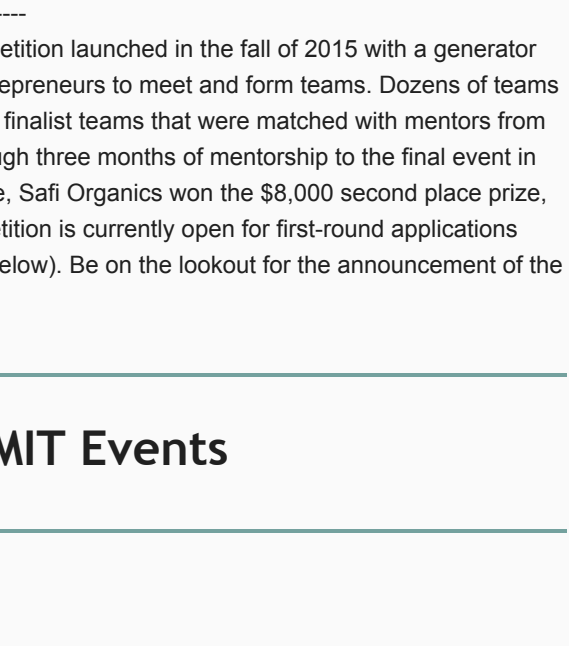 ----
etition launched in the fall of 2015 with a generator
epreneurs to meet and form teams. Dozens of teams
finalist teams that were matched with mentors from
gh three months of mentorship to the final event in
e, Safi Organics won the $8,000 second place prize,
tition is currently open for first-round applications
elow). Be on the lookout for the announcement of the
MIT Events